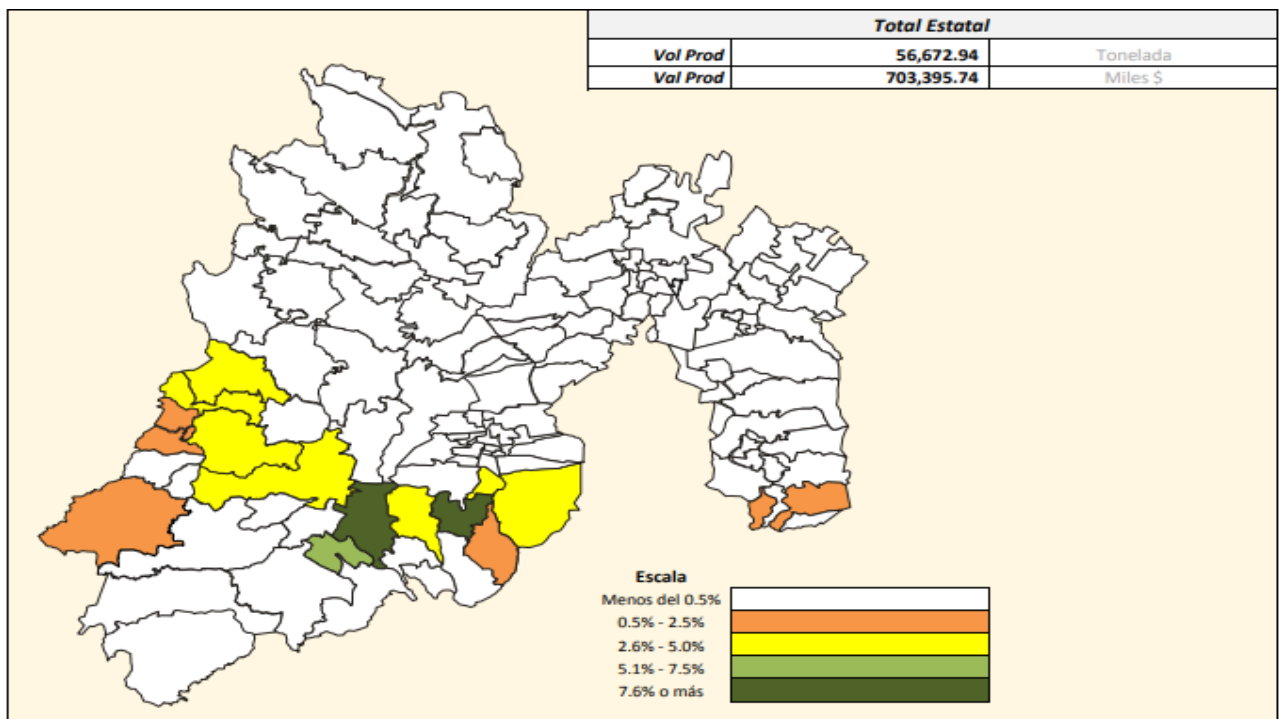 Total Estatal
Vol Prod 56,672.94 Tonelada
Val Prod 703,395.74 Miles $
Escala
Menos del 0.5%
0.5% - 2.5%
2.6% - 5.0%
5.1% - 7.5%
7.6% o más